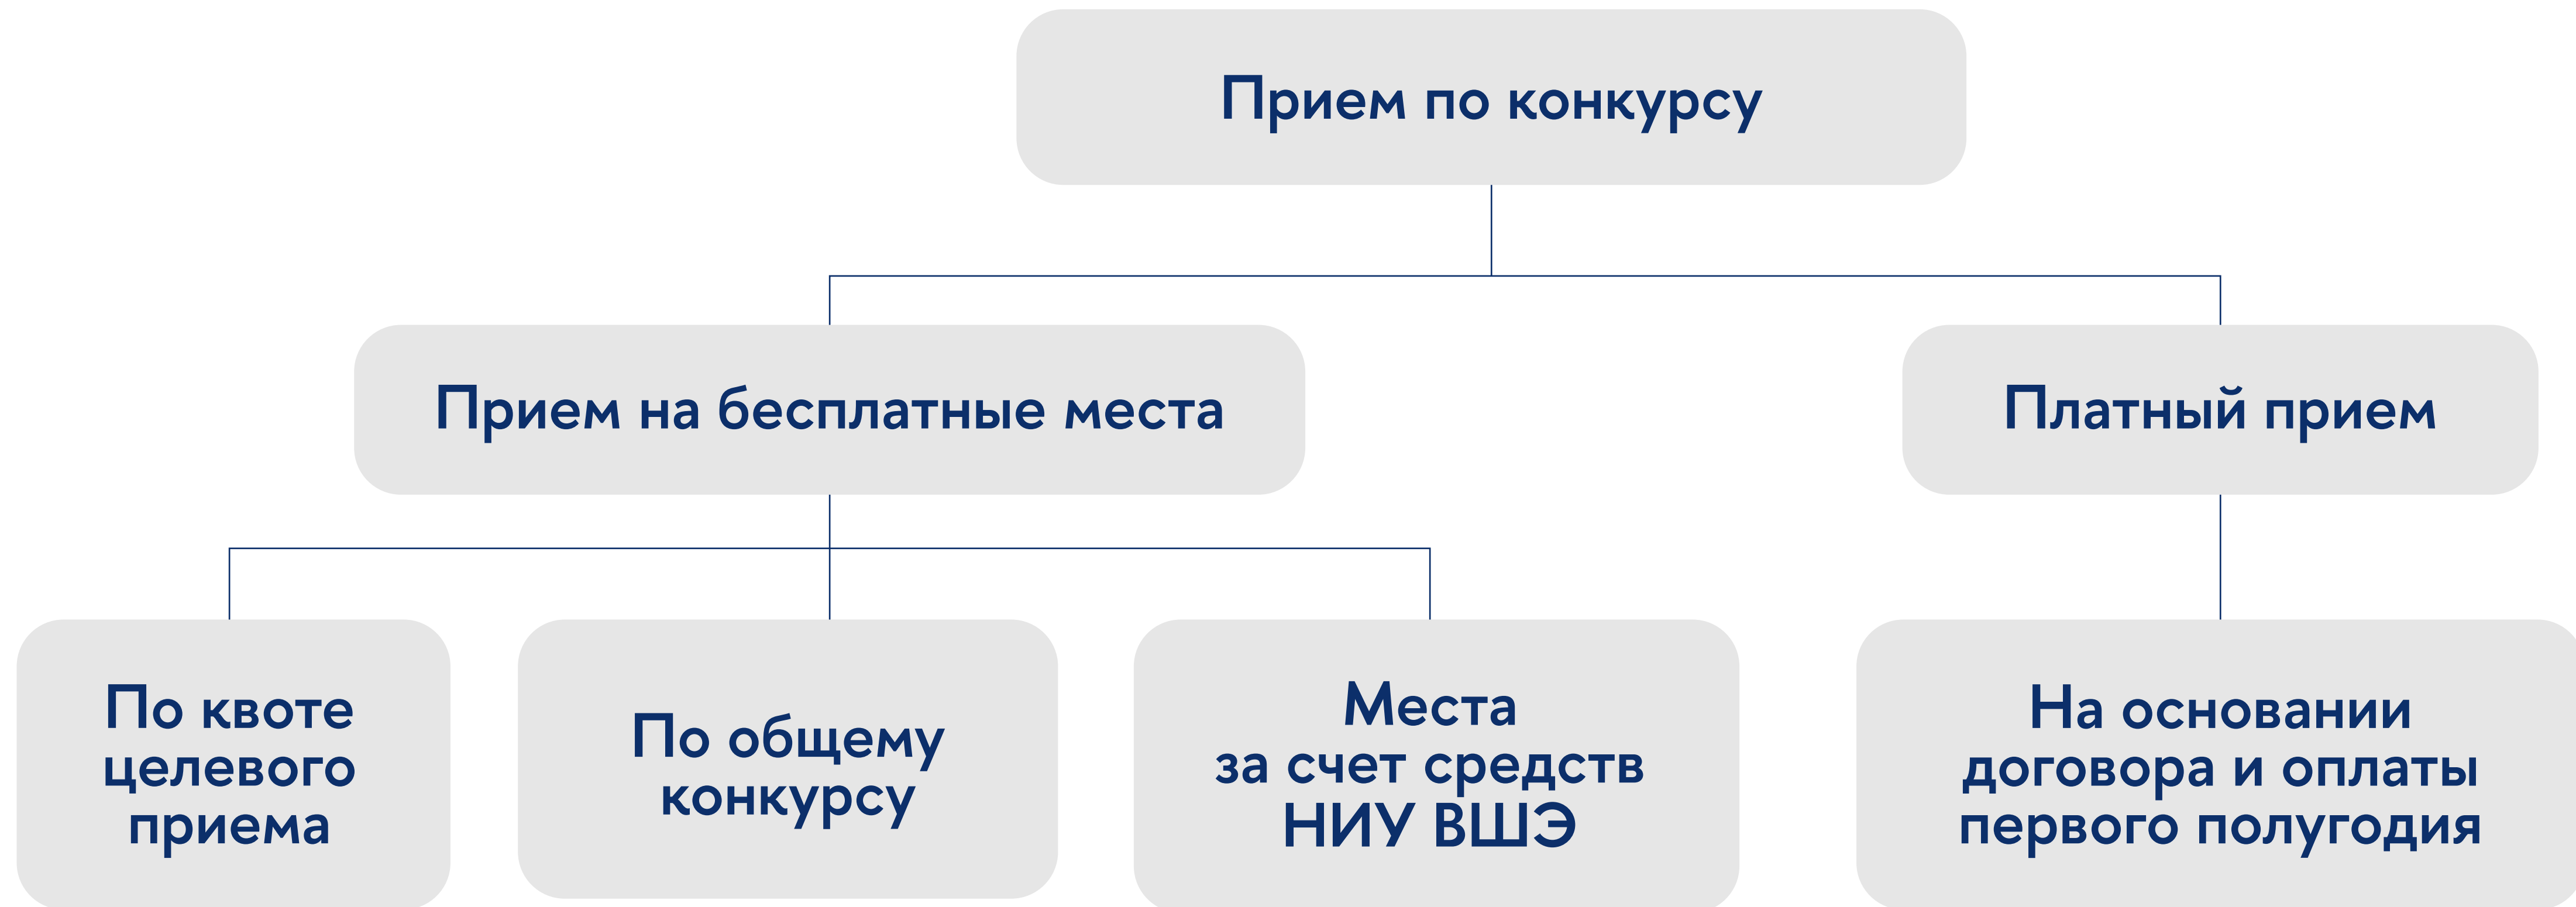 Прием по конкурсу
Прием на бесплатные места
Платный прием
По квоте
целевого
приема
По общему
конкурсу
Места
за счет средств
НИУ ВШЭ
На основании
договора и оплаты
первого полугодия